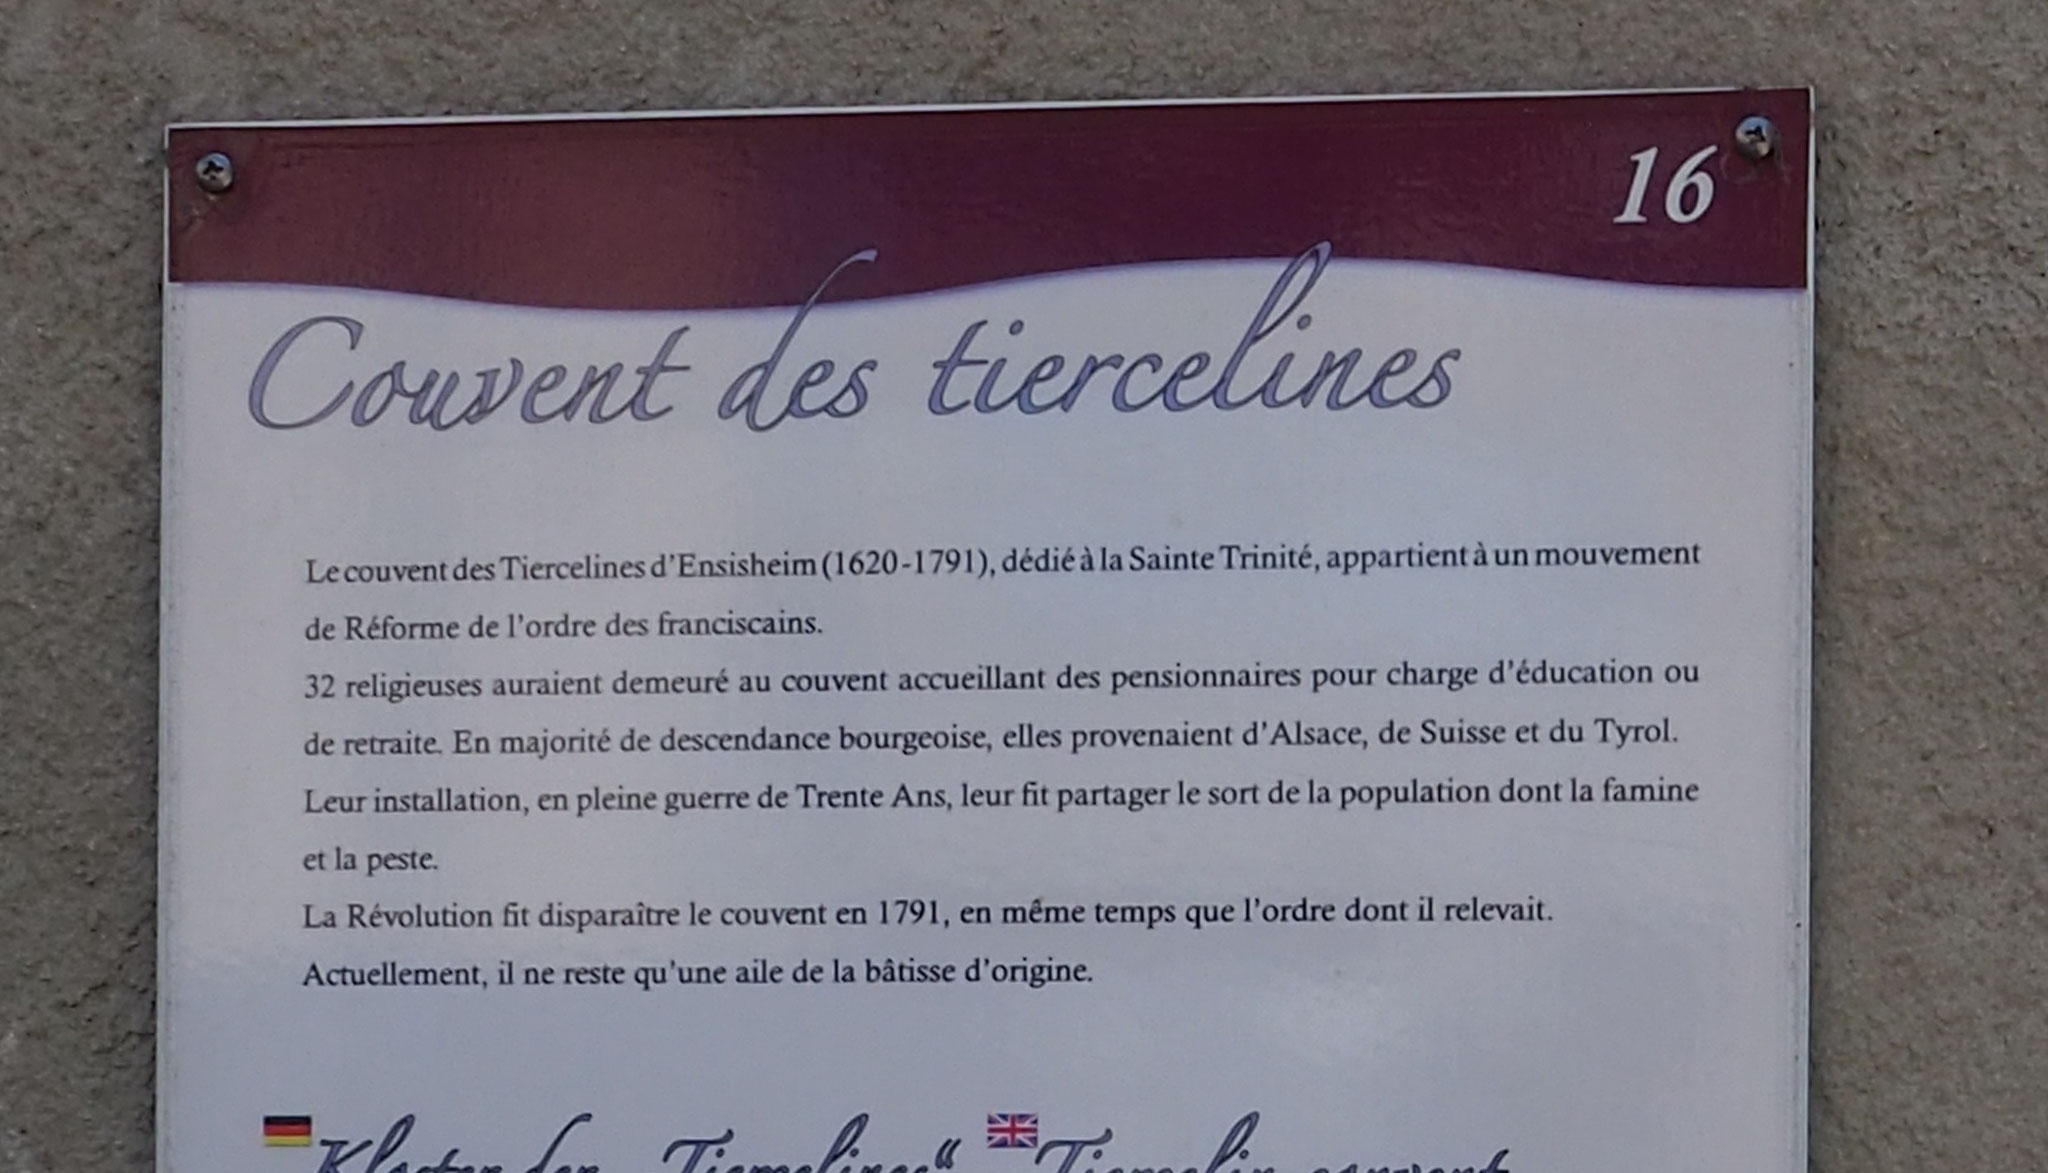 16
Couvent des tiercelines
Le couvent des Tiercelines d'Ensisheim (1620-1791), dédié à la Sainte Trinité, appartient à un mouvement
de Réforme de l'ordre des franciscains.
32 religieuses auraient demeuré au couvent accueillant des pensionnaires pour charge d'éducation ou
de retraite. En majorité de descendance bourgeoise, elles provenaient d'Alsace, de Suisse et du Tyrol.
Leur installation, en pleine guerre de Trente Ans, leur fit partager le sort de la population dont la famine
et la peste.
La Révolution fit disparaître le couvent en 1791, en même temps que l'ordre dont il relevait.
Actuellement, il ne reste qu'une aile de la bâtisse d'origine.